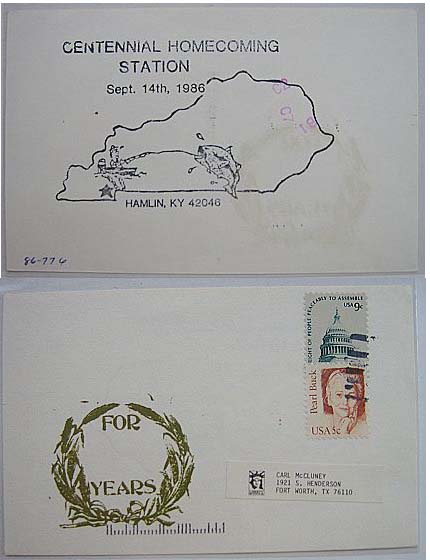 CENTENNIAL HOMECOMING
STATION
Sept. 14th, 1986
HAMLIN, KY 42046
86-776
RIGHT OF PEOPLE PEACEABLY TO ASSEMBLE
USA 9c
Pearl Buck
USA 5c
FOR
YEARS
CARL McCLUNEY
1921 S. HENDERSON
FORT WORTH, TX 76110